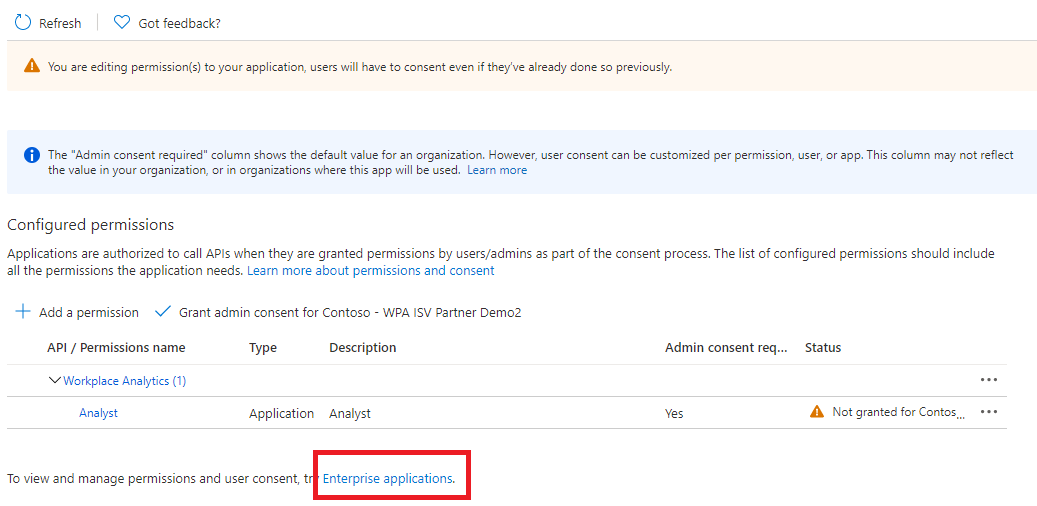 Refresh Got feedback?
You are editing permission(s) to your application, users will have to consent even if they've already done so previously.
The "Admin consent required" column shows the default value for an organization. However, user consent can be customized per permission, user, or app. This column may not reflect
the value in your organization, or in organizations where this app will be used. Learn more
Configured permissions
Applications are authorized to call APIs when they are granted permissions by users/admins as part of the consent process. The list of configured permissions should include
all the permissions the application needs. Learn more about permissions and consent
Add a permission Grant admin consent for Contoso - WPA ISV Partner Demo2
API / Permissions name Type Description Admin consent req... Status
Workplace Analytics (1)
Analyst Application Analyst Yes Not granted for Contos...
To view and manage permissions and user consent, Enterprise applications.